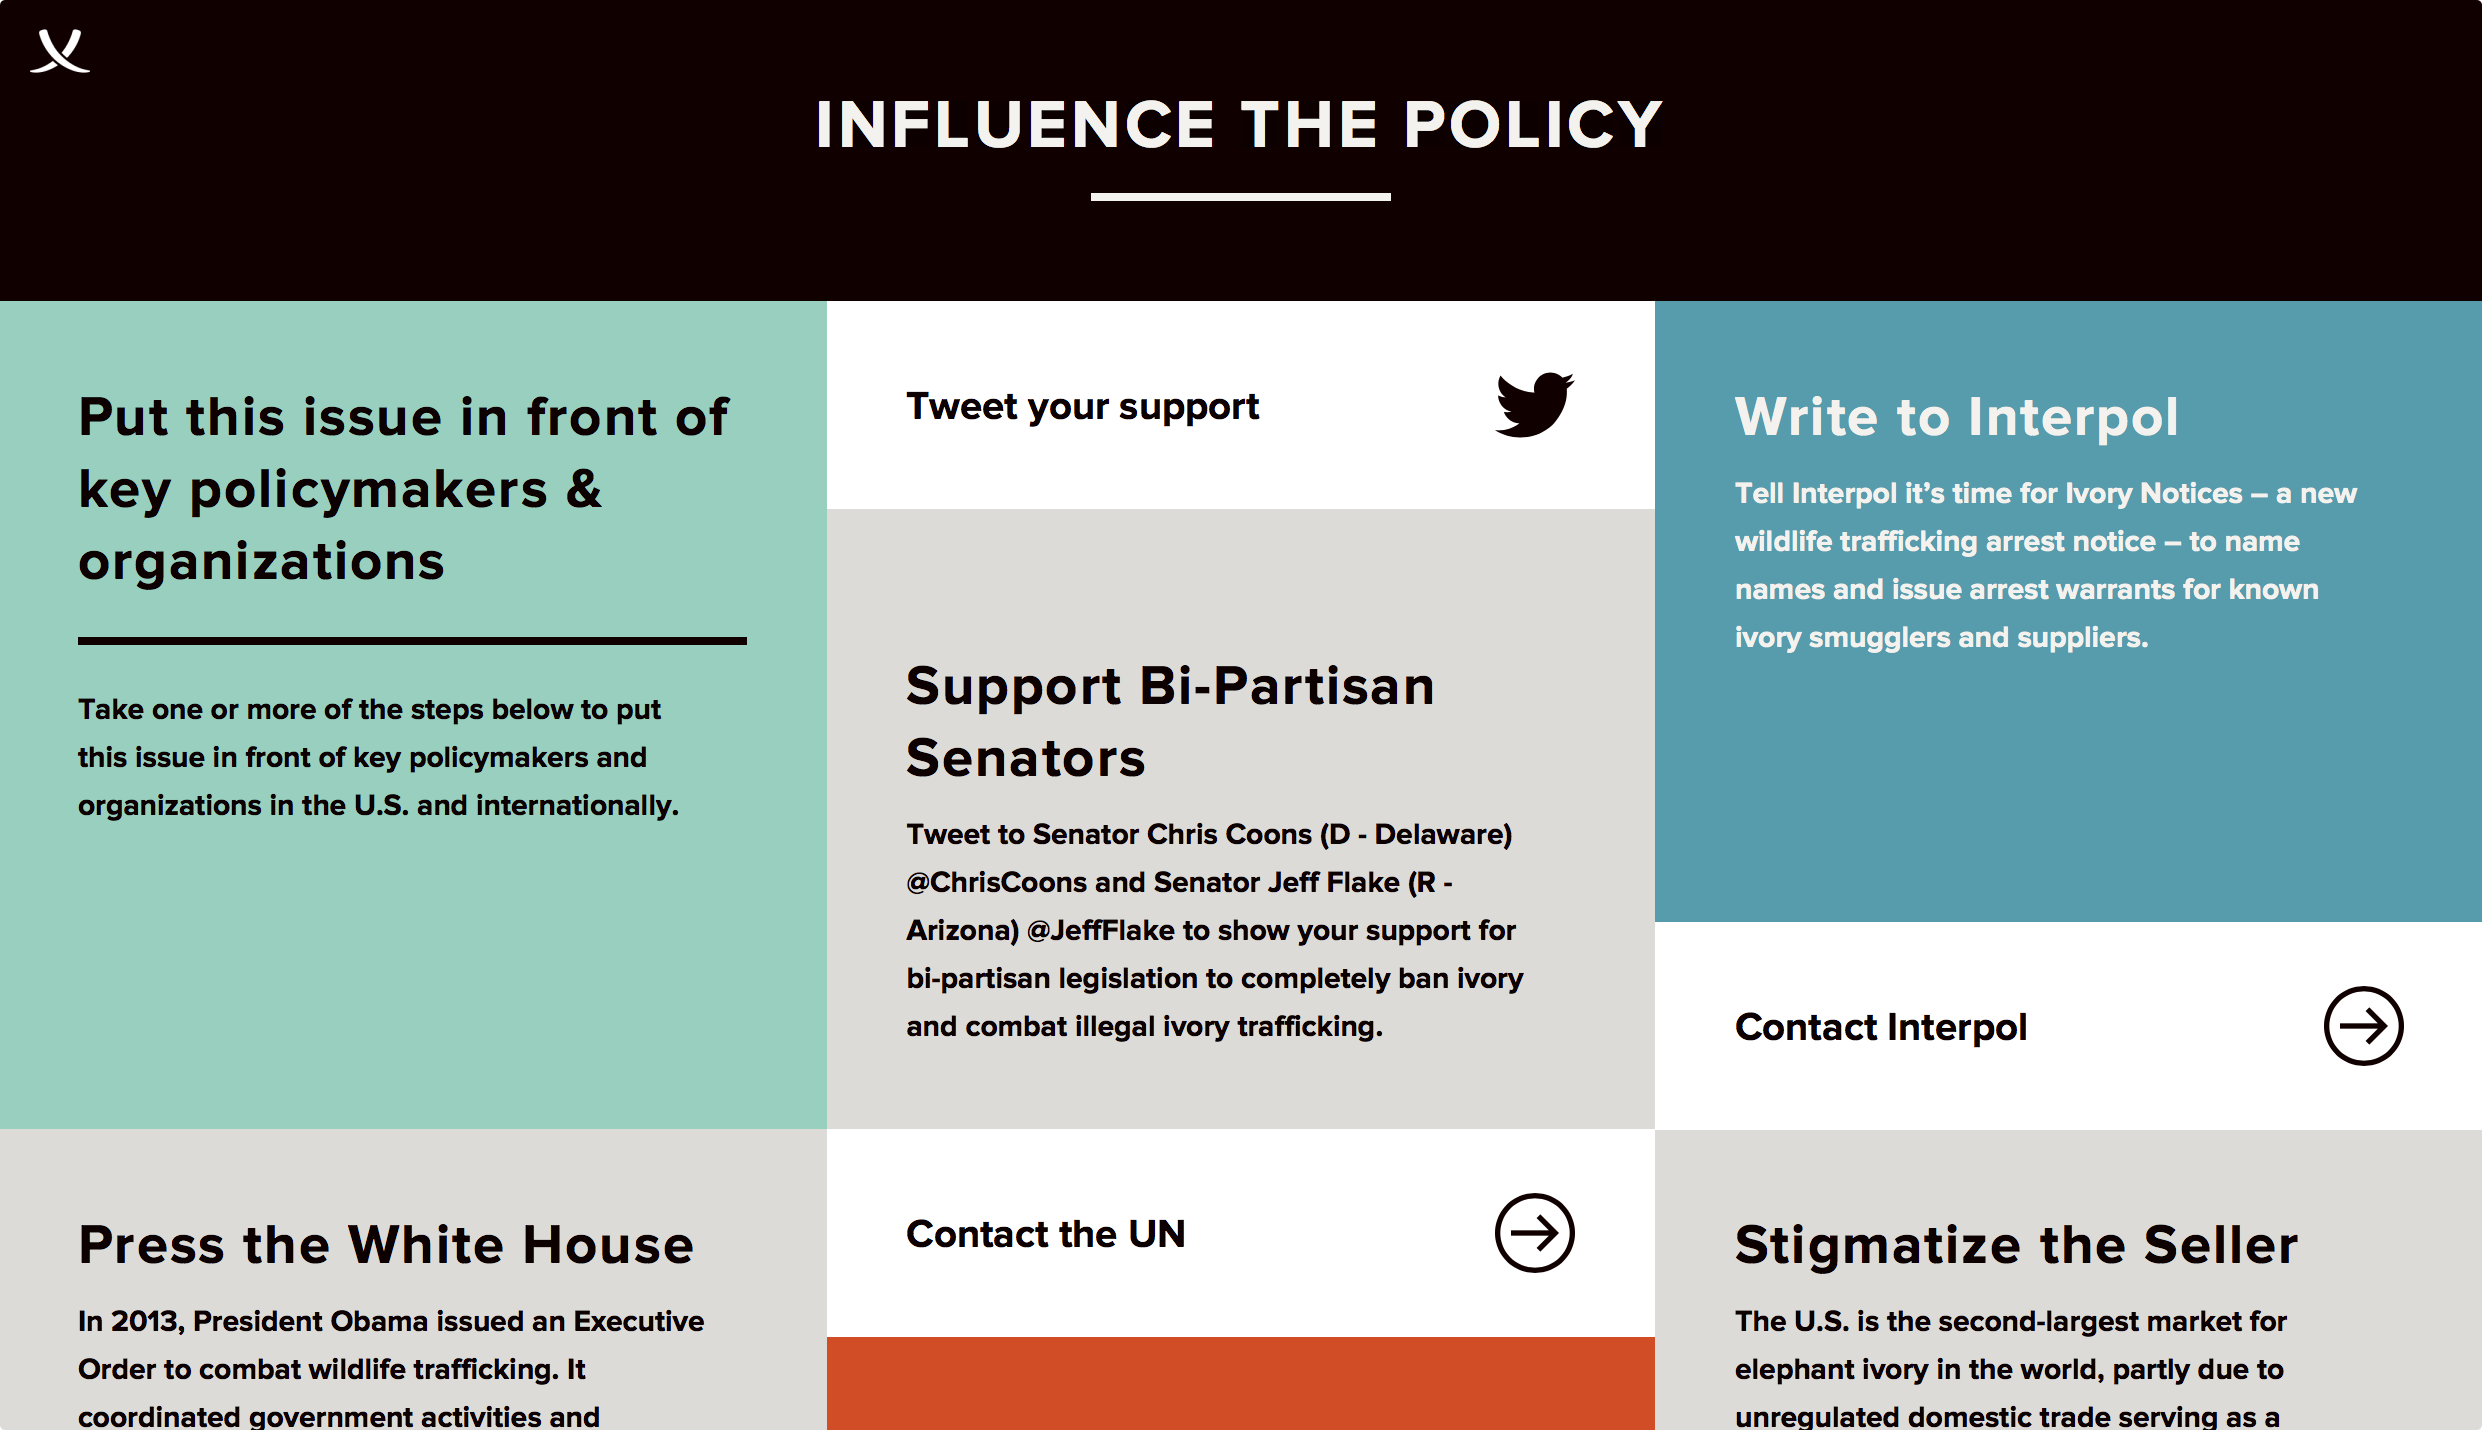 INFLUENCE THE POLICY
Put this issue in front of
key policymakers &
organizations
Take one or more of the steps below to put
this issue in front of key policymakers and
organizations in the U.S. and internationally.
Tweet your support
Support Bi-Partisan
Senators
Tweet to Senator Chris Coons (D - Delaware)
@ChrisCoons and Senator Jeff Flake (R -
Arizona) @JeffFlake to show your support for
bi-partisan legislation to completely ban ivory
and combat illegal ivory trafficking.
Write to Interpol
Tell Interpol it’s time for Ivory Notices – a new
wildlife trafficking arrest notice – to name
names and issue arrest warrants for known
ivory smugglers and suppliers.
Contact Interpol
Press the White House
In 2013, President Obama issued an Executive
Order to combat wildlife trafficking. It
coordinated government activities and
Contact the UN
Stigmatize the Seller
The U.S. is the second-largest market for
elephant ivory in the world, partly due to
unregulated domestic trade serving as a